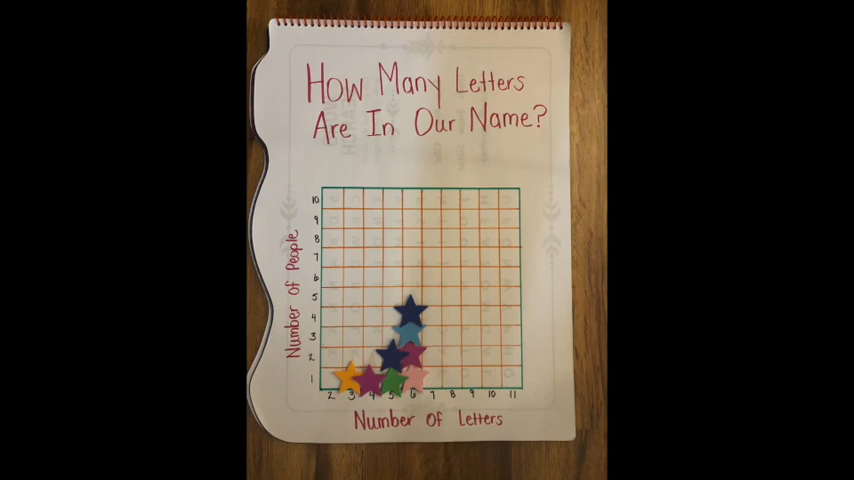 How Many Letters
Are In Our Name?
Number of People
10
9
8
7
6
5
4
3
2
1
2 3 4 5 6 7 8 9 10 11
Number Of Letters